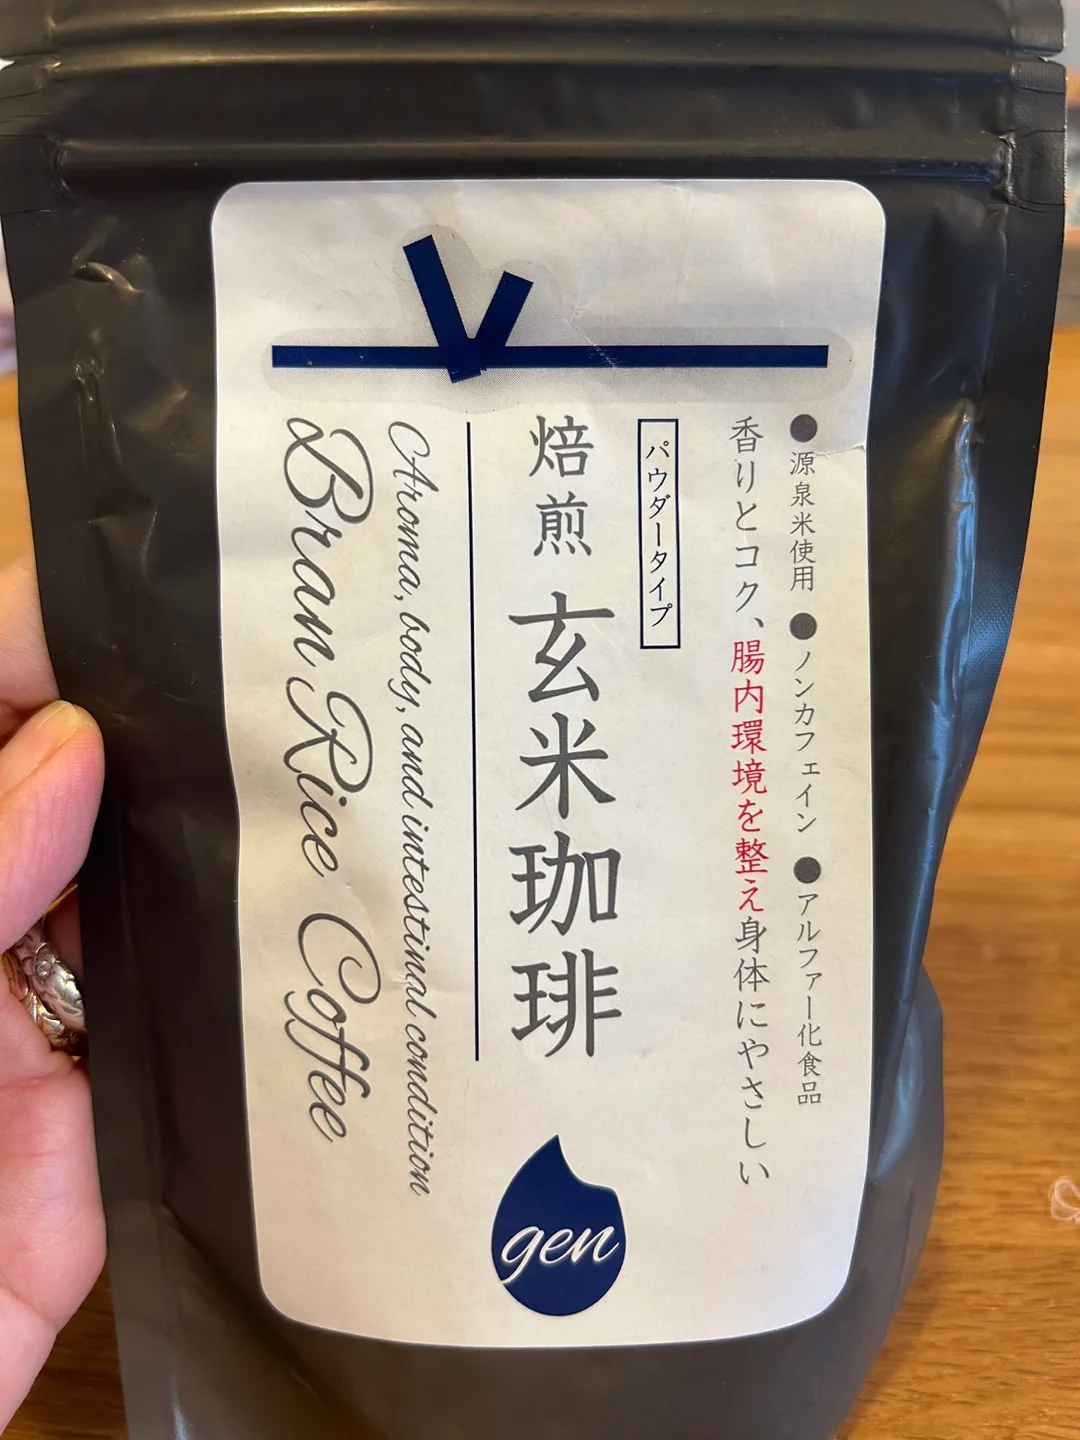 ●源泉米使用 ●ノンカフェイン ●アルファー化食品
香りとコク、腸内環境を整え身体にやさしい
パウダータイプ
焙煎 玄米珈琲
Aroma, body, and intestinal condition
Bran Rice Coffee
gen